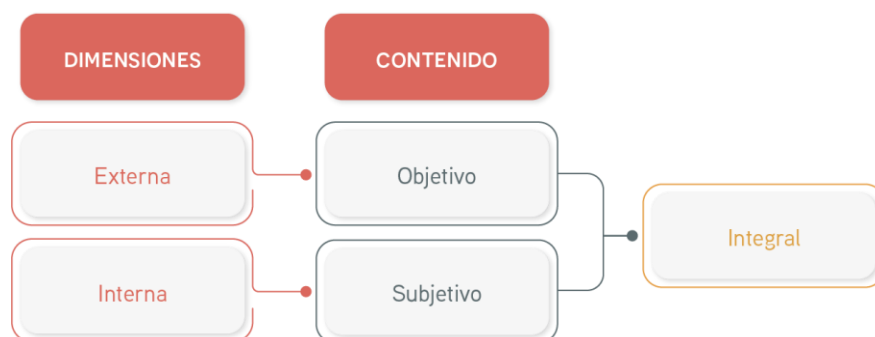 DIMENSIONES
CONTENIDO
Externa
Objetivo
Integral
Interna
Subjetivo